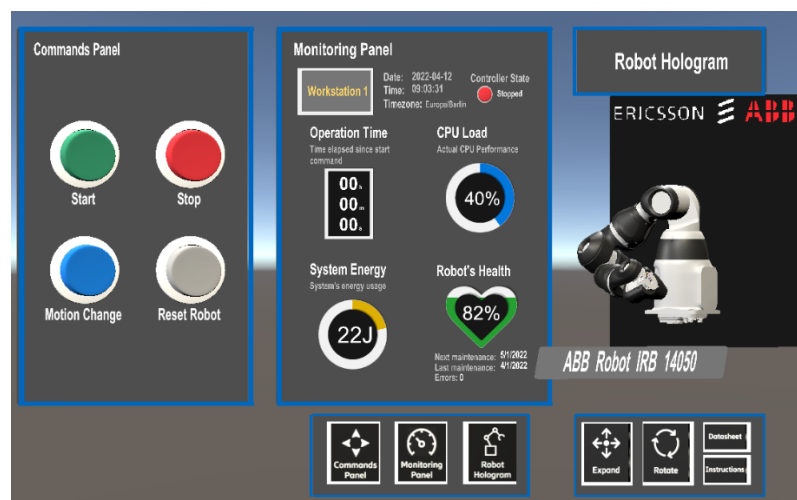 Commands Panel
Start
Stop
Motion Change
Reset Robot
Monitoring Panel
Workstation 1
Date: 2022-04-12
Time: 09:03:31
Timezone: Europe/Berlin
Controller State
Stopped
Operation Time
Time elapsed since start
command
00h
00m
00s
CPU Load
Actual CPU Performance
40%
System Energy
System's energy usage
22J
Robot's Health
82%
Next maintenance: 5/1/2022
Last maintenance: 4/1/2022
Errors: 0
Robot Hologram
ERICSSON ABB
ABB Robot IRB 14050
Commands
Panel
Monitoring
Panel
Robot
Hologram
Expand
Rotate
Datasheet
Instructions